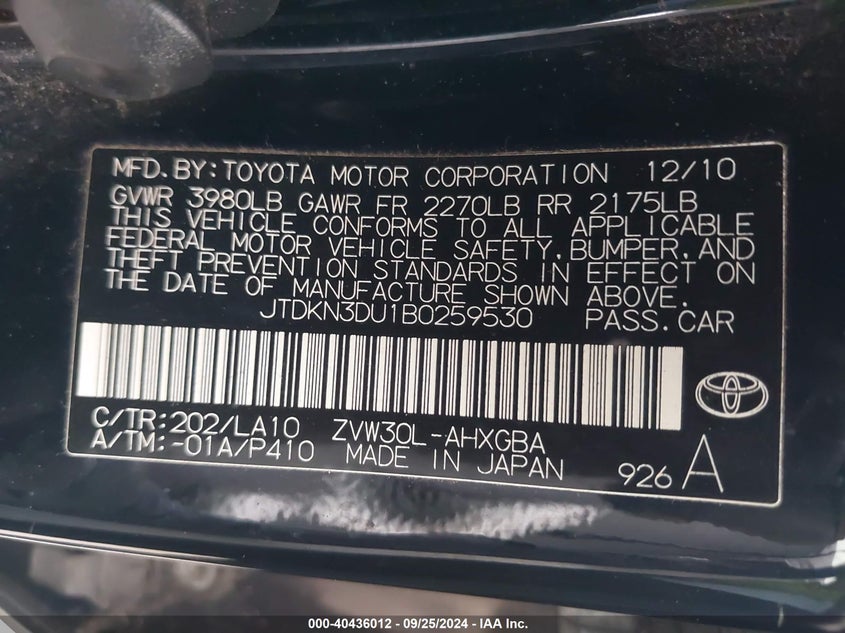 MFD.BY:TOYOTA MOTOR CORPORATION 12/10
GVWR 3980LB GAWR FR 2270LB RR 2175LB
THIS VEHICLE CONFORMS TO ALL APPLICABLE
FEDERAL MOTOR VEHICLE SAFETY,BUMPER,AND
THEFT PREVENTION STANDARDS IN EFFECT ON
THE DATE OF MANUFACTURE SHOWN ABOVE.
JTDKN3DU1B0259530 PASS.CAR
C/TR:202/LA10 ZVW30L-AHXGBA
A/TM:-01A/P410 MADE IN JAPAN
926 A
000-40436012 - 09/25/2024 - IAA Inc.